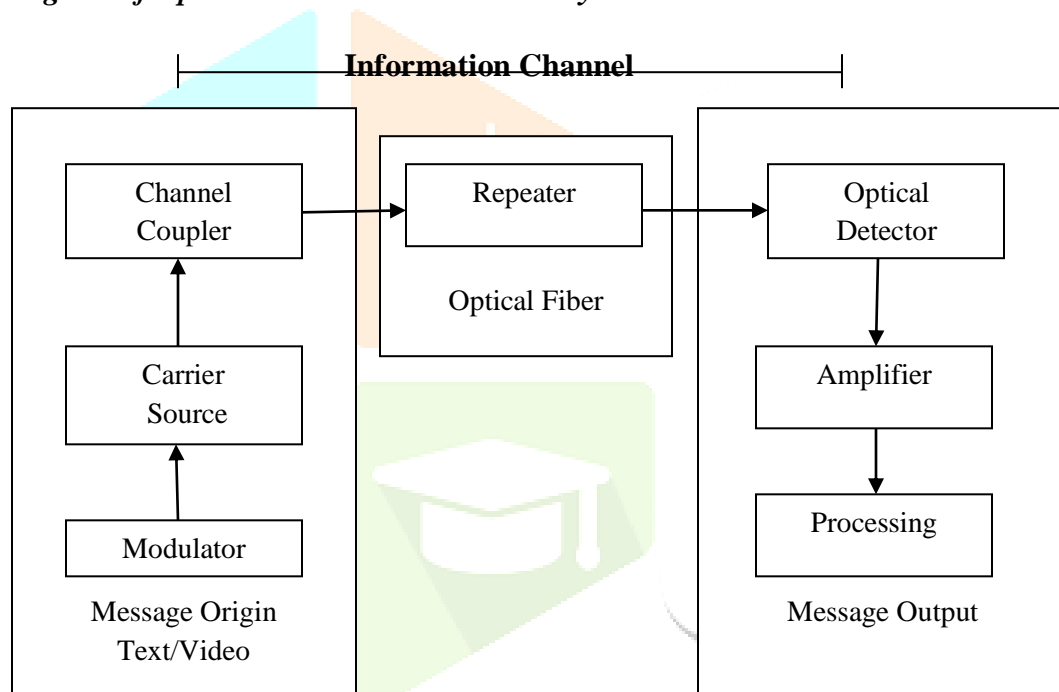 Information Channel
Channel
Coupler
Carrier
Source
Modulator
Message Origin
Text/Video
Repeater
Optical Fiber
Optical
Detector
Amplifier
Processing
Message Output